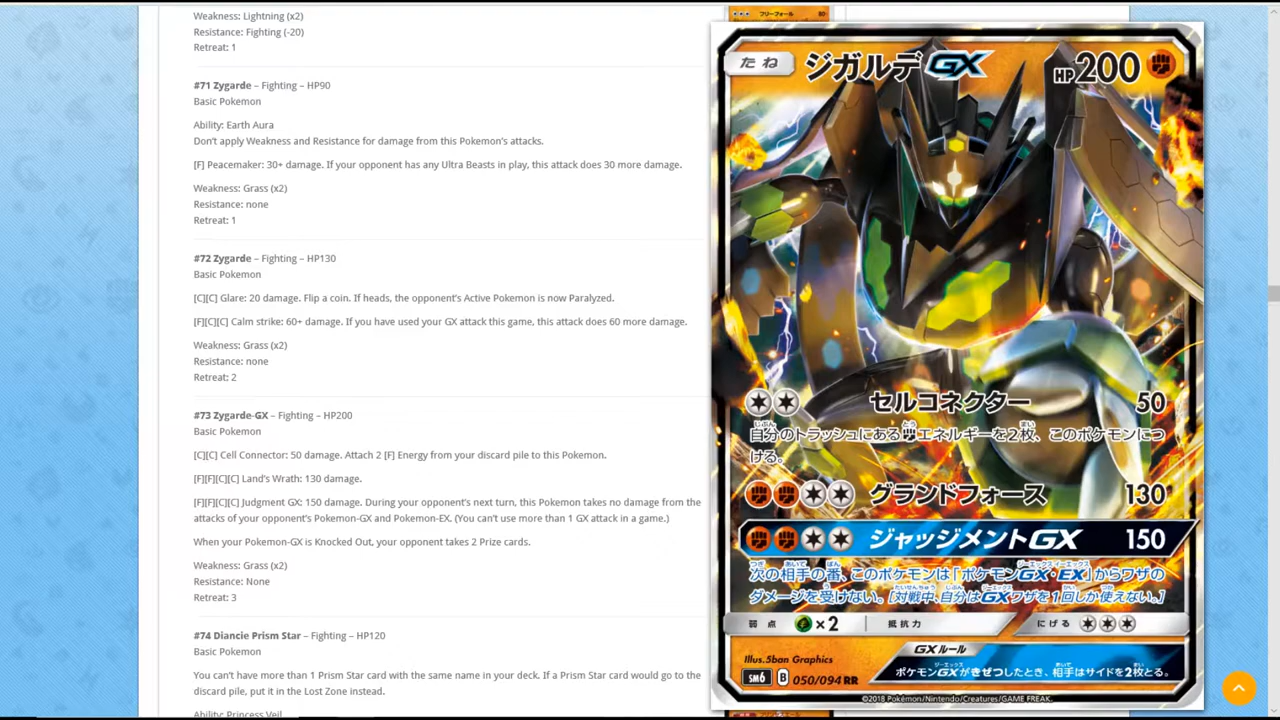 Weakness: Lightning (x2)
Resistance: Fighting (-20)
Retreat: 1
#71 Zygarde – Fighting – HP90
Basic Pokemon
Ability: Earth Aura
Don't apply Weakness and Resistance for damage from this Pokemon's attacks.
[F] Peacemaker: 30+ damage. If your opponent has any Ultra Beasts in play, this attack does 30 more damage.
Weakness: Grass (x2)
Resistance: none
Retreat: 1
#72 Zygarde – Fighting – HP130
Basic Pokemon
[C][C] Glare: 20 damage. Flip a coin. If heads, the opponent's Active Pokemon is now Paralyzed.
[F][C][C] Calm strike: 60+ damage. If you have used your GX attack this game, this attack does 60 more damage.
Weakness: Grass (x2)
Resistance: none
Retreat: 2
#73 Zygarde-GX – Fighting – HP200
Basic Pokemon
[C][C] Cell Connector: 50 damage. Attach 2 [F] Energy from your discard pile to this Pokemon.
[F][F][C][C] Land's Wrath: 130 damage.
[F][F][C][C] Judgment GX: 150 damage. During your opponent's next turn, this Pokemon takes no damage from the
attacks of your opponent's Pokemon-GX and Pokemon-EX. (You can't use more than 1 GX attack in a game.)
When your Pokemon-GX is Knocked Out, your opponent takes 2 Prize cards.
Weakness: Grass (x2)
Resistance: None
Retreat: 3
#74 Diancie Prism Star – Fighting – HP120
Basic Pokemon
You can't have more than 1 Prism Star card with the same name in your deck. If a Prism Star card would go to the
discard pile, put it in the Lost Zone instead.
Ability: Princess Veil
フリーフォール 80
たね ジガルデGX HP200
セルコネクター 50
自分のトラッシュにあるエネルギーを2枚、このポケモンにつ
ける。
グランドフォース 130
ジャッジメントGX 150
次の相手の番、このポケモンは「ポケモンGX・EX」からワザの
ダメージを受けない。[対戦中、自分はGXワザを1回しか使えない。]
弱点 ×2 抵抗力 にげる
GXルール
ポケモンGXがきぜつしたとき、相手はサイドを2枚とる。
Illus.5ban Graphics
SM6 B 050/094 RR
©2018 Pokémon/Nintendo/Creatures/GAME FREAK.